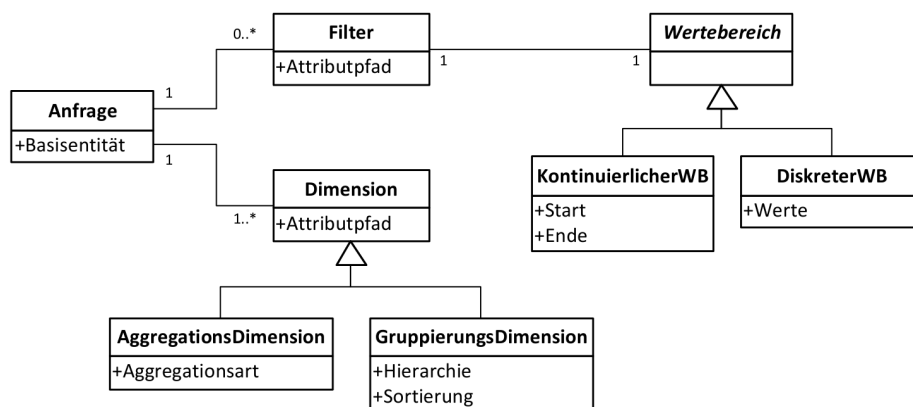 Filter
+Attributpfad
Wertebereich
0..*
1
1
1
Anfrage
+Basisentität
1
1..*
Dimension
+Attributpfad
KontinuierlicherWB
+Start
+Ende
DiskreterWB
+Werte
AggregationsDimension
+Aggregationsart
GruppierungsDimension
+Hierarchie
+Sortierung